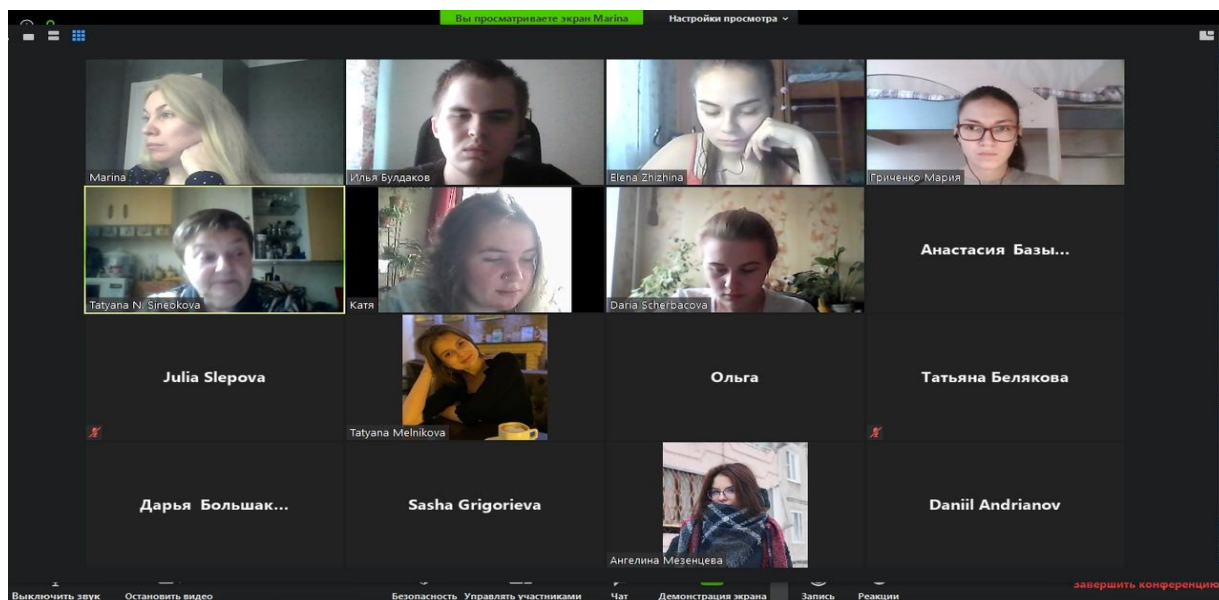 Вы просматриваете экран Marina
Настройки просмотра
Marina
Илья Булдаков
Elena Zhizhina
Гриченко Мария
Tatyana N. Sineokova
Катя
Daria Scherbacova
Анастасия Базы...
Julia Slepova
Tatyana Melnikova
Ольга
Татьяна Белякова
Дарья Большак...
Sasha Grigorieva
Ангелина Мезенцева
Daniil Andrianov
Выключить звук
Остановить видео
Безопасность
Управлять участниками
Чат
Демонстрация экрана
Запись
Реакции
Завершить конференцию